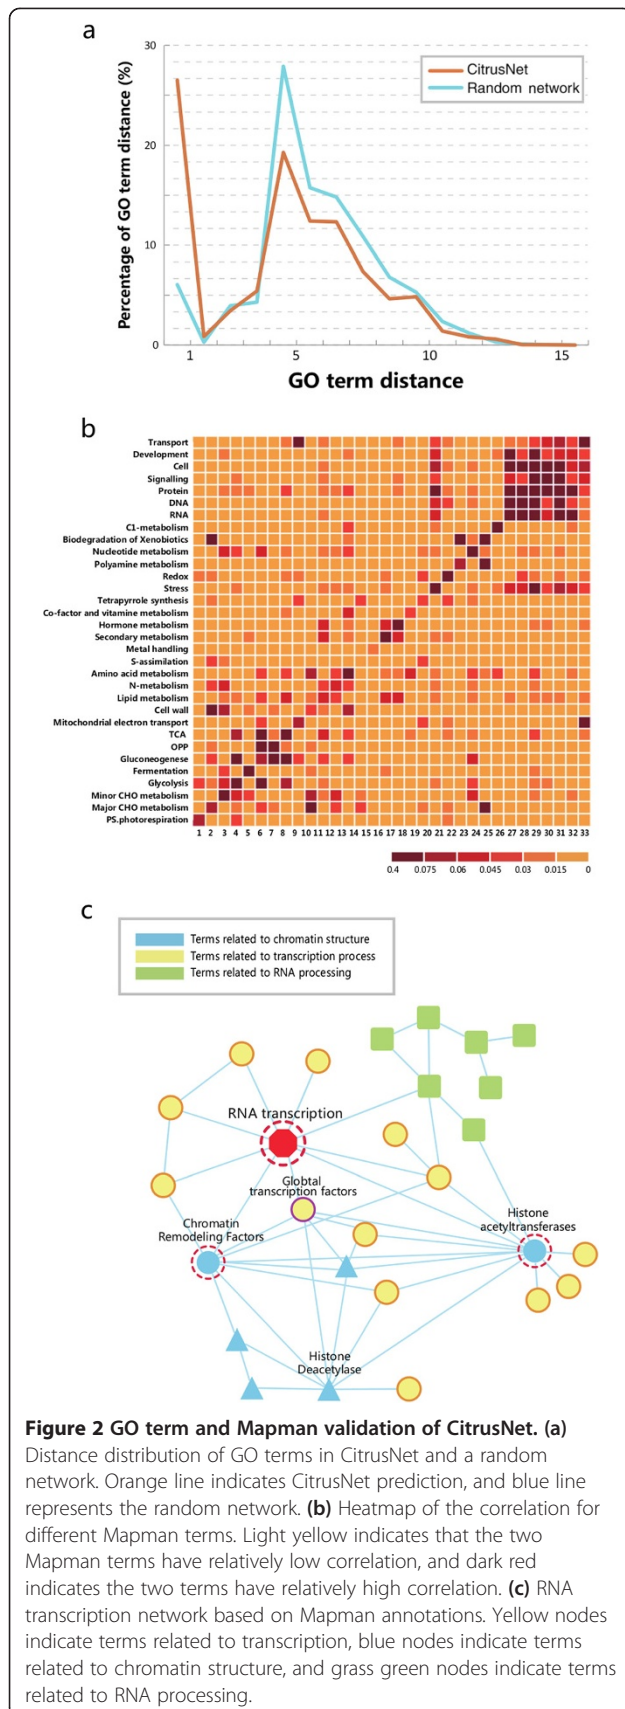 a
30
20
10
0
Percentage of GO term distance (%)
CitrusNet
Random network
1 5 10 15
GO term distance
b
Transport
Development
Cell
Signalling
Protein
DNA
RNA
C1-metabolism
Biodegradation of Xenobiotics
Nucleotide metabolism
Polyamine metabolism
Redox
Stress
Tetrapyrrole synthesis
Co-factor and vitamine metabolism
Hormone metabolism
Secondary metabolism
Metal handling
S-assimilation
Amino acid metabolism
N-metabolism
Lipid metabolism
Cell wall
Mitochondrial electron transport
TCA
OPP
Gluconeogenese
Fermentation
Glycolysis
Minor CHO metabolism
Major CHO metabolism
PS.photorespiration
1 2 3 4 5 6 7 8 9 10 11 12 13 14 15 16 17 18 19 20 21 22 23 24 25 26 27 28 29 30 31 32 33
0.4 0.075 0.06 0.045 0.03 0.015 0
c
Terms related to chromatin structure
Terms related to transcription process
Terms related to RNA processing
RNA transcription
Globtal
transcription factors
Chromatin
Remodeling Factors
Histone
acetyltransferases
Histone
Deacetylase
Figure 2 GO term and Mapman validation of CitrusNet. (a)
Distance distribution of GO terms in CitrusNet and a random
network. Orange line indicates CitrusNet prediction, and blue line
represents the random network. (b) Heatmap of the correlation for
different Mapman terms. Light yellow indicates that the two
Mapman terms have relatively low correlation, and dark red
indicates the two terms have relatively high correlation. (c) RNA
transcription network based on Mapman annotations. Yellow nodes
indicate terms related to transcription, blue nodes indicate terms
related to chromatin structure, and grass green nodes indicate terms
related to RNA processing.